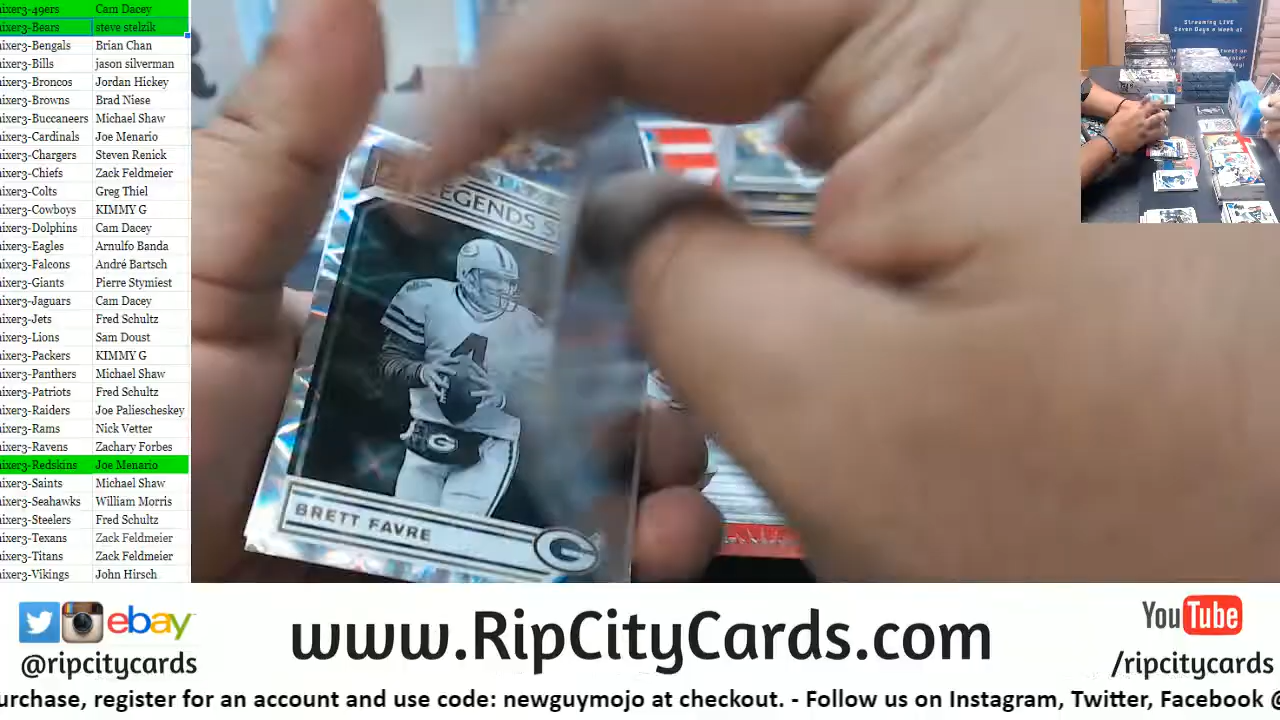 ixer3-49ers Cam Dacey
ixer3-Bears steve stelzik
ixer3-Bengals Brian Chan
ixer3-Bills jason silverman
ixer3-Broncos Jordan Hickey
ixer3-Browns Brad Niese
ixer3-Buccaneers Michael Shaw
ixer3-Cardinals Joe Menario
ixer3-Chargers Steven Renick
ixer3-Chiefs Zack Feldmeier
ixer3-Colts Greg Thiel
ixer3-Cowboys KIMMY G
ixer3-Dolphins Cam Dacey
ixer3-Eagles Arnulfo Banda
ixer3-Falcons André Bartsch
ixer3-Giants Pierre Stymiest
ixer3-Jaguars Cam Dacey
ixer3-Jets Fred Schultz
ixer3-Lions Sam Doust
ixer3-Packers KIMMY G
ixer3-Panthers Michael Shaw
ixer3-Patriots Fred Schultz
ixer3-Raiders Joe Paliescheskey
ixer3-Rams Nick Vetter
ixer3-Ravens Zachary Forbes
ixer3-Redskins Joe Menario
ixer3-Saints Michael Shaw
ixer3-Seahawks William Morris
ixer3-Steelers Fred Schultz
ixer3-Texans Zack Feldmeier
ixer3-Titans Zack Feldmeier
ixer3-Vikings John Hirsch
Streaming LIVE
Seven Days a Week at
LEGENDS
4
G
BRETT FAVRE
G
ebay
@ripcitycards
www.RipCityCards.com
YouTube
/ripcitycards
urchase, register for an account and use code: newguymojo at checkout. - Follow us on Instagram, Twitter, Facebook @